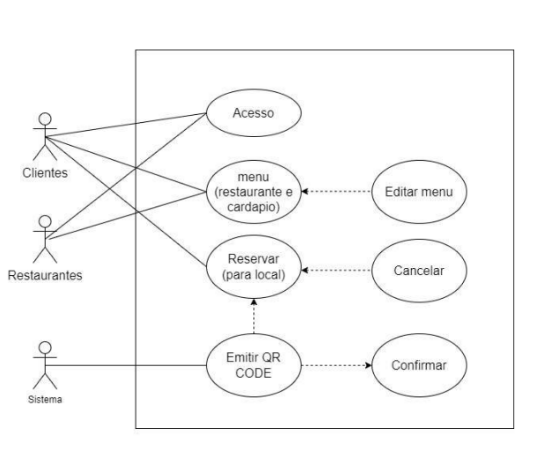 Acesso
Clientes
menu
(restaurante e
cardapio)
Editar menu
Restaurantes
Reservar
(para local)
Cancelar
Sistema
Emitir QR
CODE
Confirmar